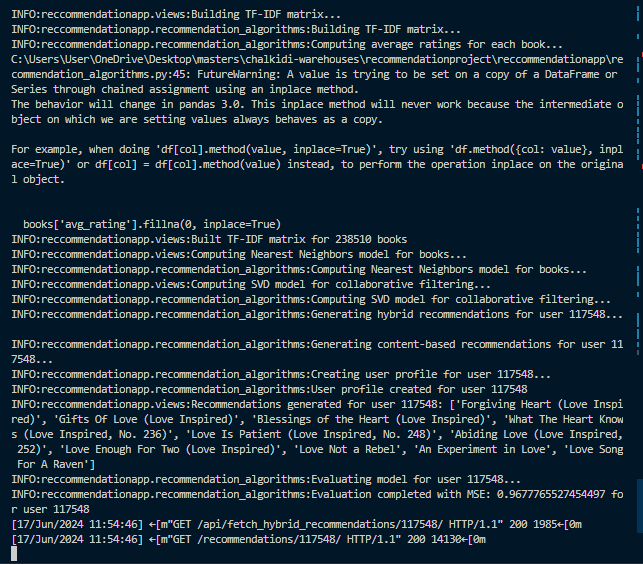 INFO:reccommendationapp.views:Building TF-IDF matrix...
INFO:reccommendationapp.recommendation_algorithms:Building TF-IDF matrix...
INFO:reccommendationapp.recommendation_algorithms:Computing average ratings for each book...
C:\Users\User\OneDrive\Desktop\masters\chalkidi-warehouses\recommendationproject\reccommendationapp\re
commendation_algorithms.py:45: FutureWarning: A value is trying to be set on a copy of a DataFrame or
Series through chained assignment using an inplace method.
The behavior will change in pandas 3.0. This inplace method will never work because the intermediate o
bject on which we are setting values always behaves as a copy.
For example, when doing 'df[col].method(value, inplace=True)', try using 'df.method({col: value}, inpl
ace=True)' or df[col] = df[col].method(value) instead, to perform the operation inplace on the origina
l object.
books['avg_rating'].fillna(0, inplace=True)
INFO:reccommendationapp.views:Built TF-IDF matrix for 238510 books
INFO:reccommendationapp.views:Computing Nearest Neighbors model for books...
INFO:reccommendationapp.recommendation_algorithms:Computing Nearest Neighbors model for books...
INFO:reccommendationapp.views:Computing SVD model for collaborative filtering...
INFO:reccommendationapp.recommendation_algorithms:Computing SVD model for collaborative filtering...
INFO:reccommendationapp.views:Generating hybrid recommendations for user 117548...
INFO:reccommendationapp.recommendation_algorithms:Generating content-based recommendations for user 11
7548...
INFO:reccommendationapp.recommendation_algorithms:Creating user profile for user 117548...
INFO:reccommendationapp.recommendation_algorithms:User profile created for user 117548
INFO:reccommendationapp.views:Recommendations generated for user 117548: ['Forgiving Heart (Love Inspi
red)', 'Gifts Of Love (Love Inspired)', 'Blessings of the Heart (Love Inspired)', 'What The Heart Know
s (Love Inspired, No. 236)', 'Love Is Patient (Love Inspired, No. 248)', 'Abiding Love (Love Inspired,
252)', 'Love Enough For Two (Love Inspired)', 'Love Not a Rebel', 'An Experiment in Love', 'Love Song
For A Raven']
INFO:reccommendationapp.recommendation_algorithms:Evaluating model for user 117548...
INFO:reccommendationapp.recommendation_algorithms:Evaluation completed with MSE: 0.9677765527454497 fo
r user 117548
[17/Jun/2024 11:54:46] ←[m"GET /api/fetch_hybrid_recommendations/117548/ HTTP/1.1" 200 1985←[0m
[17/Jun/2024 11:54:46] ←[m"GET /recommendations/117548/ HTTP/1.1" 200 14130←[0m